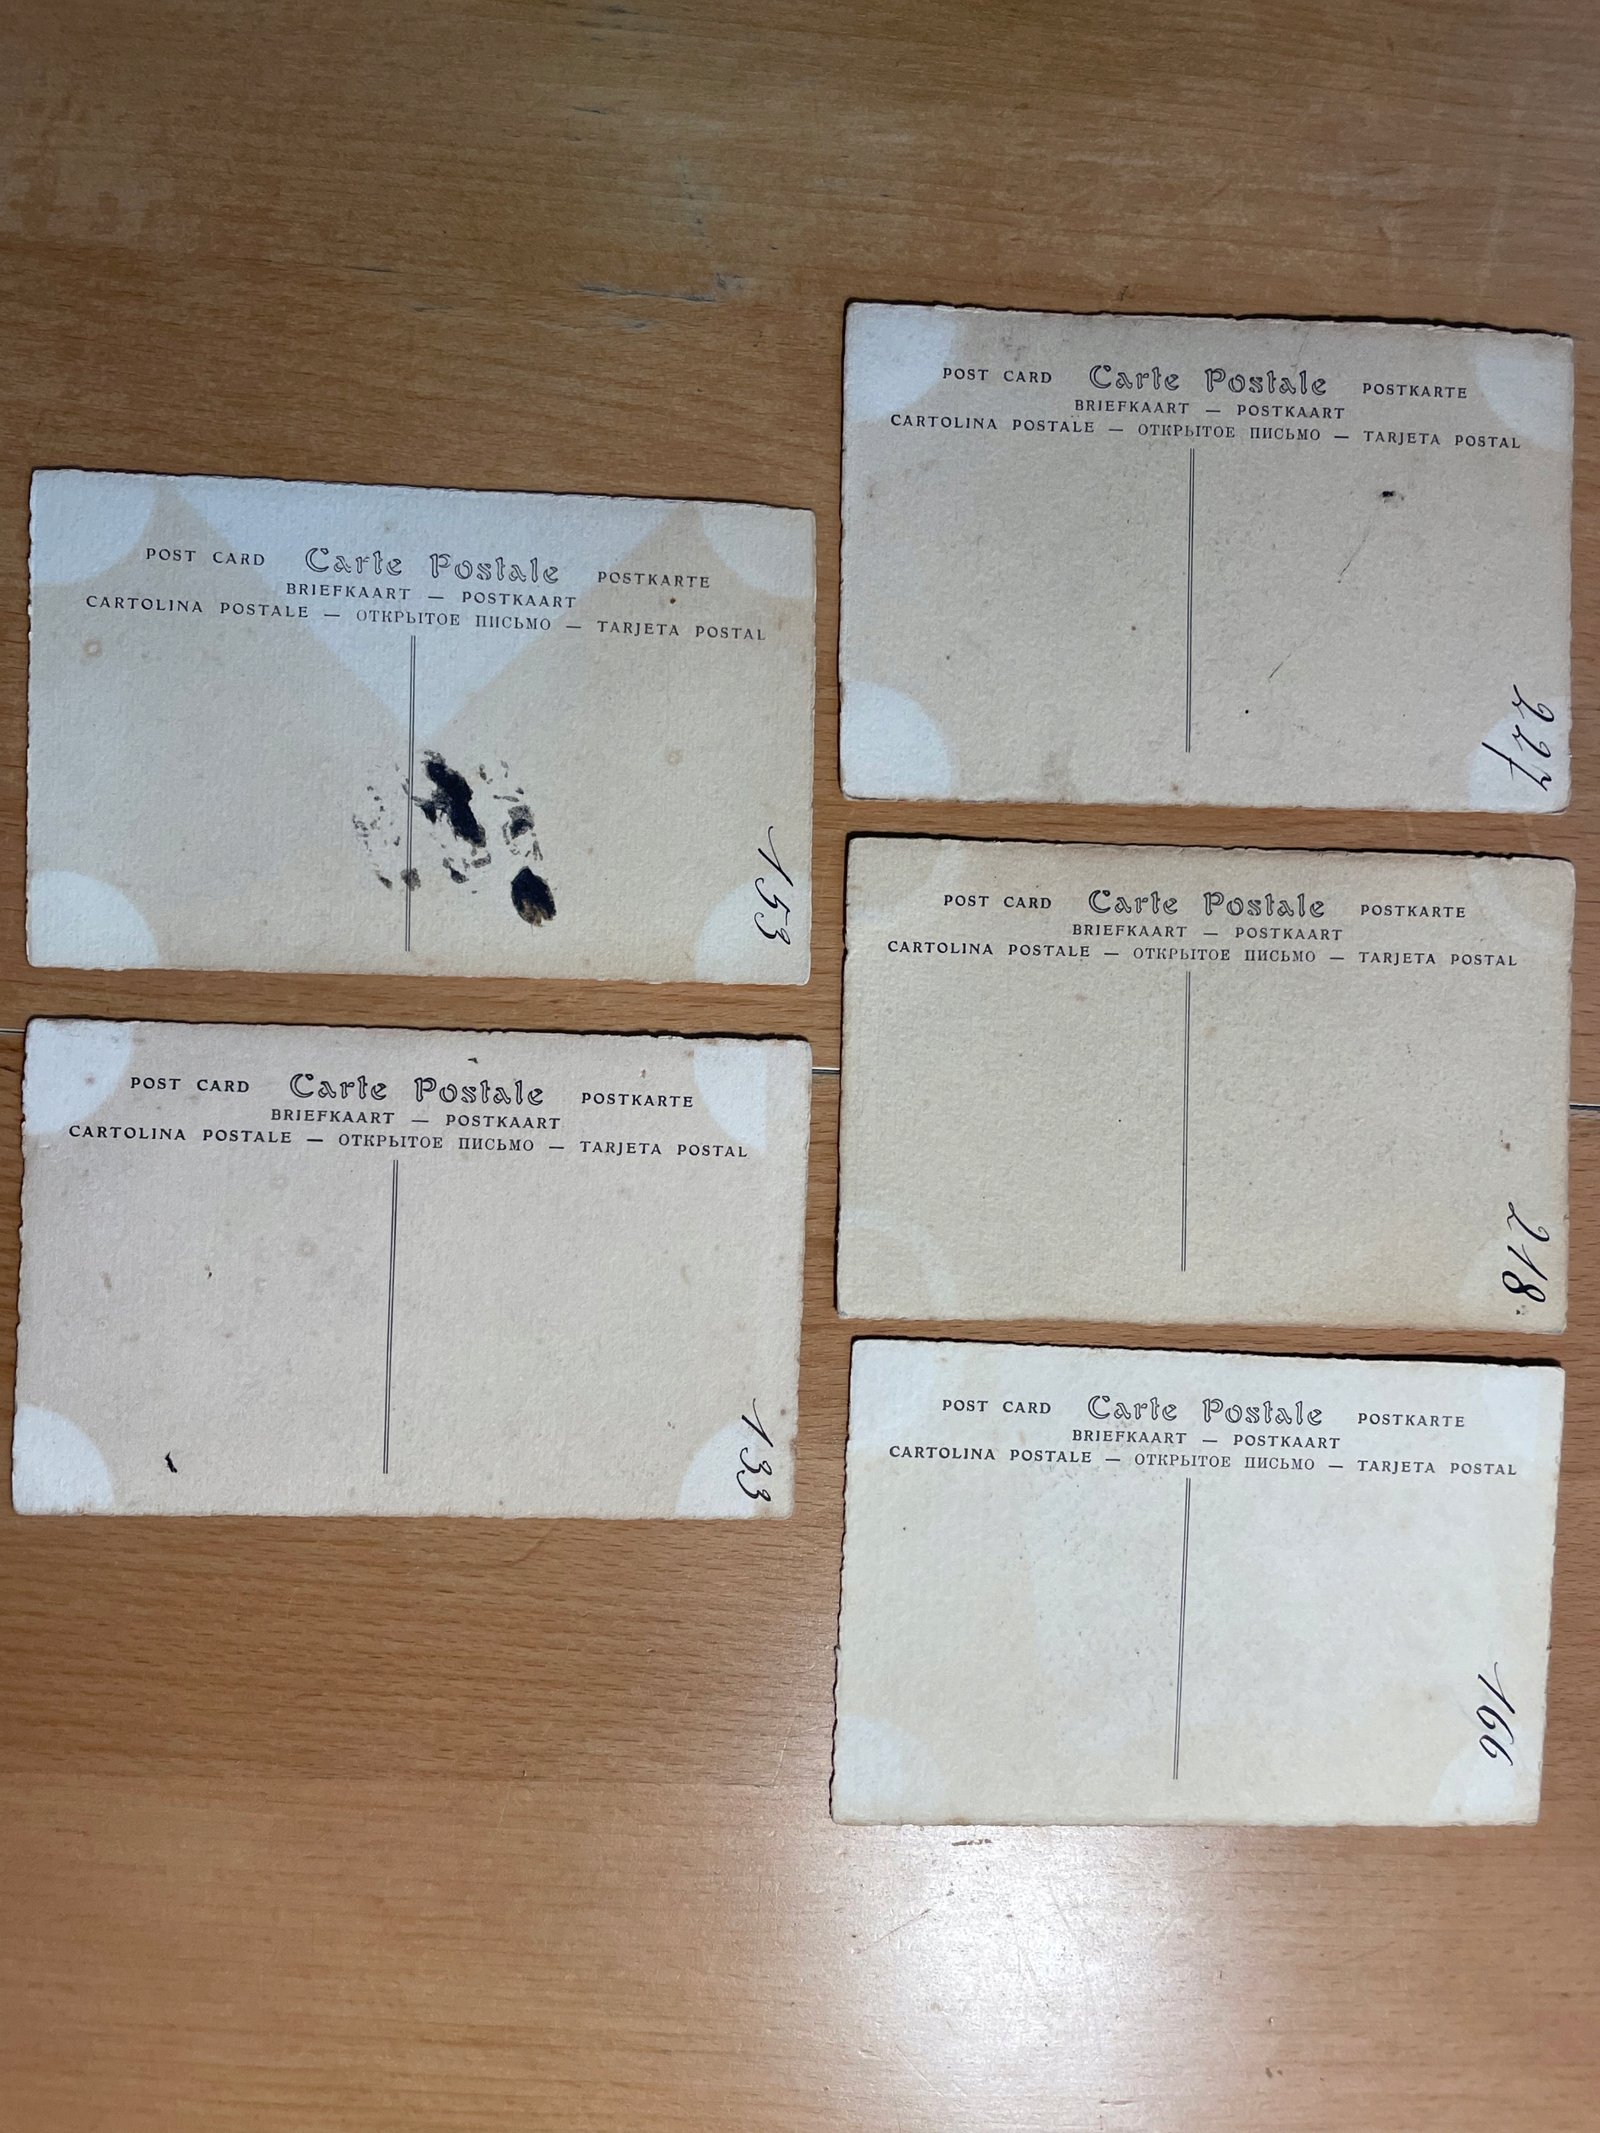 POST CARD Carte Postale POSTKARTE
BRIEFKAART — POSTKAART
CARTOLINA POSTALE — ОТКРЫТОЕ ПИСЬМО — TARJETA POSTAL
153
POST CARD Carte Postale POSTKARTE
BRIEFKAART — POSTKAART
CARTOLINA POSTALE — ОТКРЫТОЕ ПИСЬМО — TARJETA POSTAL
133
POST CARD Carte Postale POSTKARTE
BRIEFKAART — POSTKAART
CARTOLINA POSTALE — ОТКРЫТОЕ ПИСЬМО — TARJETA POSTAL
227
POST CARD Carte Postale POSTKARTE
BRIEFKAART — POSTKAART
CARTOLINA POSTALE — ОТКРЫТОЕ ПИСЬМО — TARJETA POSTAL
218.
POST CARD Carte Postale POSTKARTE
BRIEFKAART — POSTKAART
CARTOLINA POSTALE — ОТКРЫТОЕ ПИСЬМО — TARJETA POSTAL
166